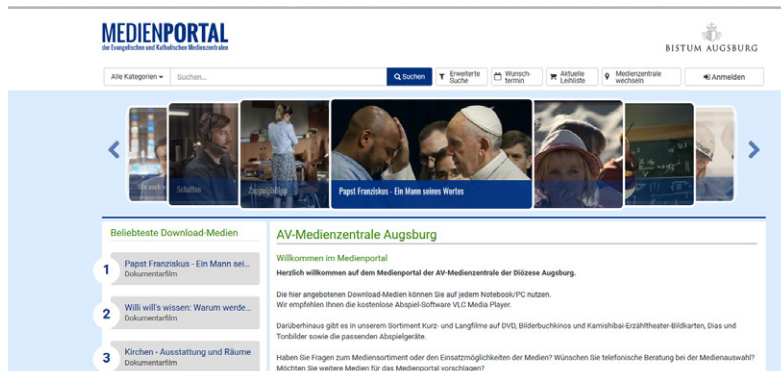 MEDIENPORTAL
der Evangelischen und Katholischen Medienzentralen
BISTUM AUGSBURG
Alle Kategorien
Suchen...
Suchen
Erweiterte
Suche
Wunsch-
termin
Aktuelle
Leihliste
Medienzentrale
wechseln
Anmelden
Schaffen
Zappelphilipp
Papst Franziskus - Ein Mann seines Wortes
Beliebteste Download-Medien
1
Papst Franziskus - Ein Mann sei...
Dokumentarfilm
2
Willi will's wissen: Warum werde...
Dokumentarfilm
3
Kirchen - Ausstattung und Räume
Dokumentarfilm
AV-Medienzentrale Augsburg
Willkommen im Medienportal
Herzlich willkommen auf dem Medienportal der AV-Medienzentrale der Diözese Augsburg.
Die hier angebotenen Download-Medien können Sie auf jedem Notebook/PC nutzen.
Wir empfehlen Ihnen die kostenlose Abspiel-Software VLC Media Player.
Darüberhinaus gibt es in unserem Sortiment Kurz- und Langfilme auf DVD, Bilderbuchkinos und Kamishibai-Erzähltheater-Bildkarten, Dias und
Tonbilder sowie die passenden Abspielgeräte.
Haben Sie Fragen zum Mediensortiment oder den Einsatzmöglichkeiten der Medien? Wünschen Sie telefonische Beratung bei der Medienauswahl?
Möchten Sie weitere Medien für das Medienportal vorschlagen?